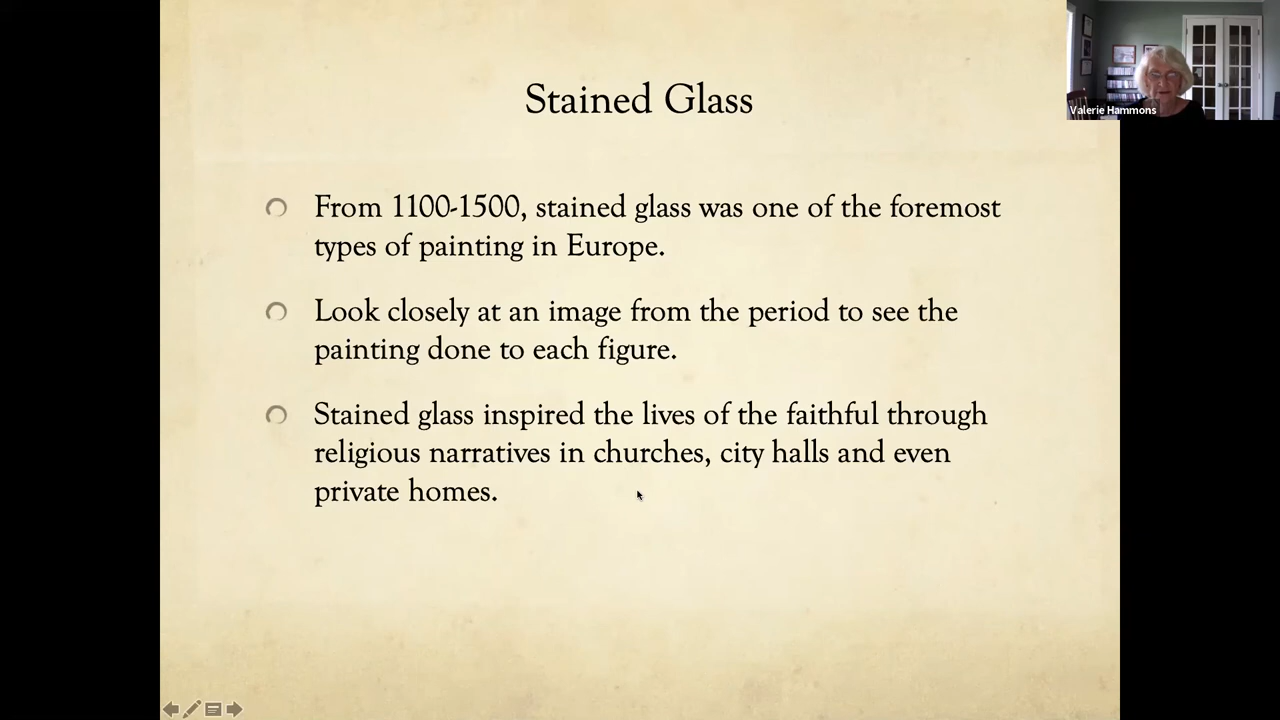 Stained Glass
Valerie Hammons
From 1100-1500, stained glass was one of the foremost
types of painting in Europe.
Look closely at an image from the period to see the
painting done to each figure.
Stained glass inspired the lives of the faithful through
religious narratives in churches, city halls and even
private homes.